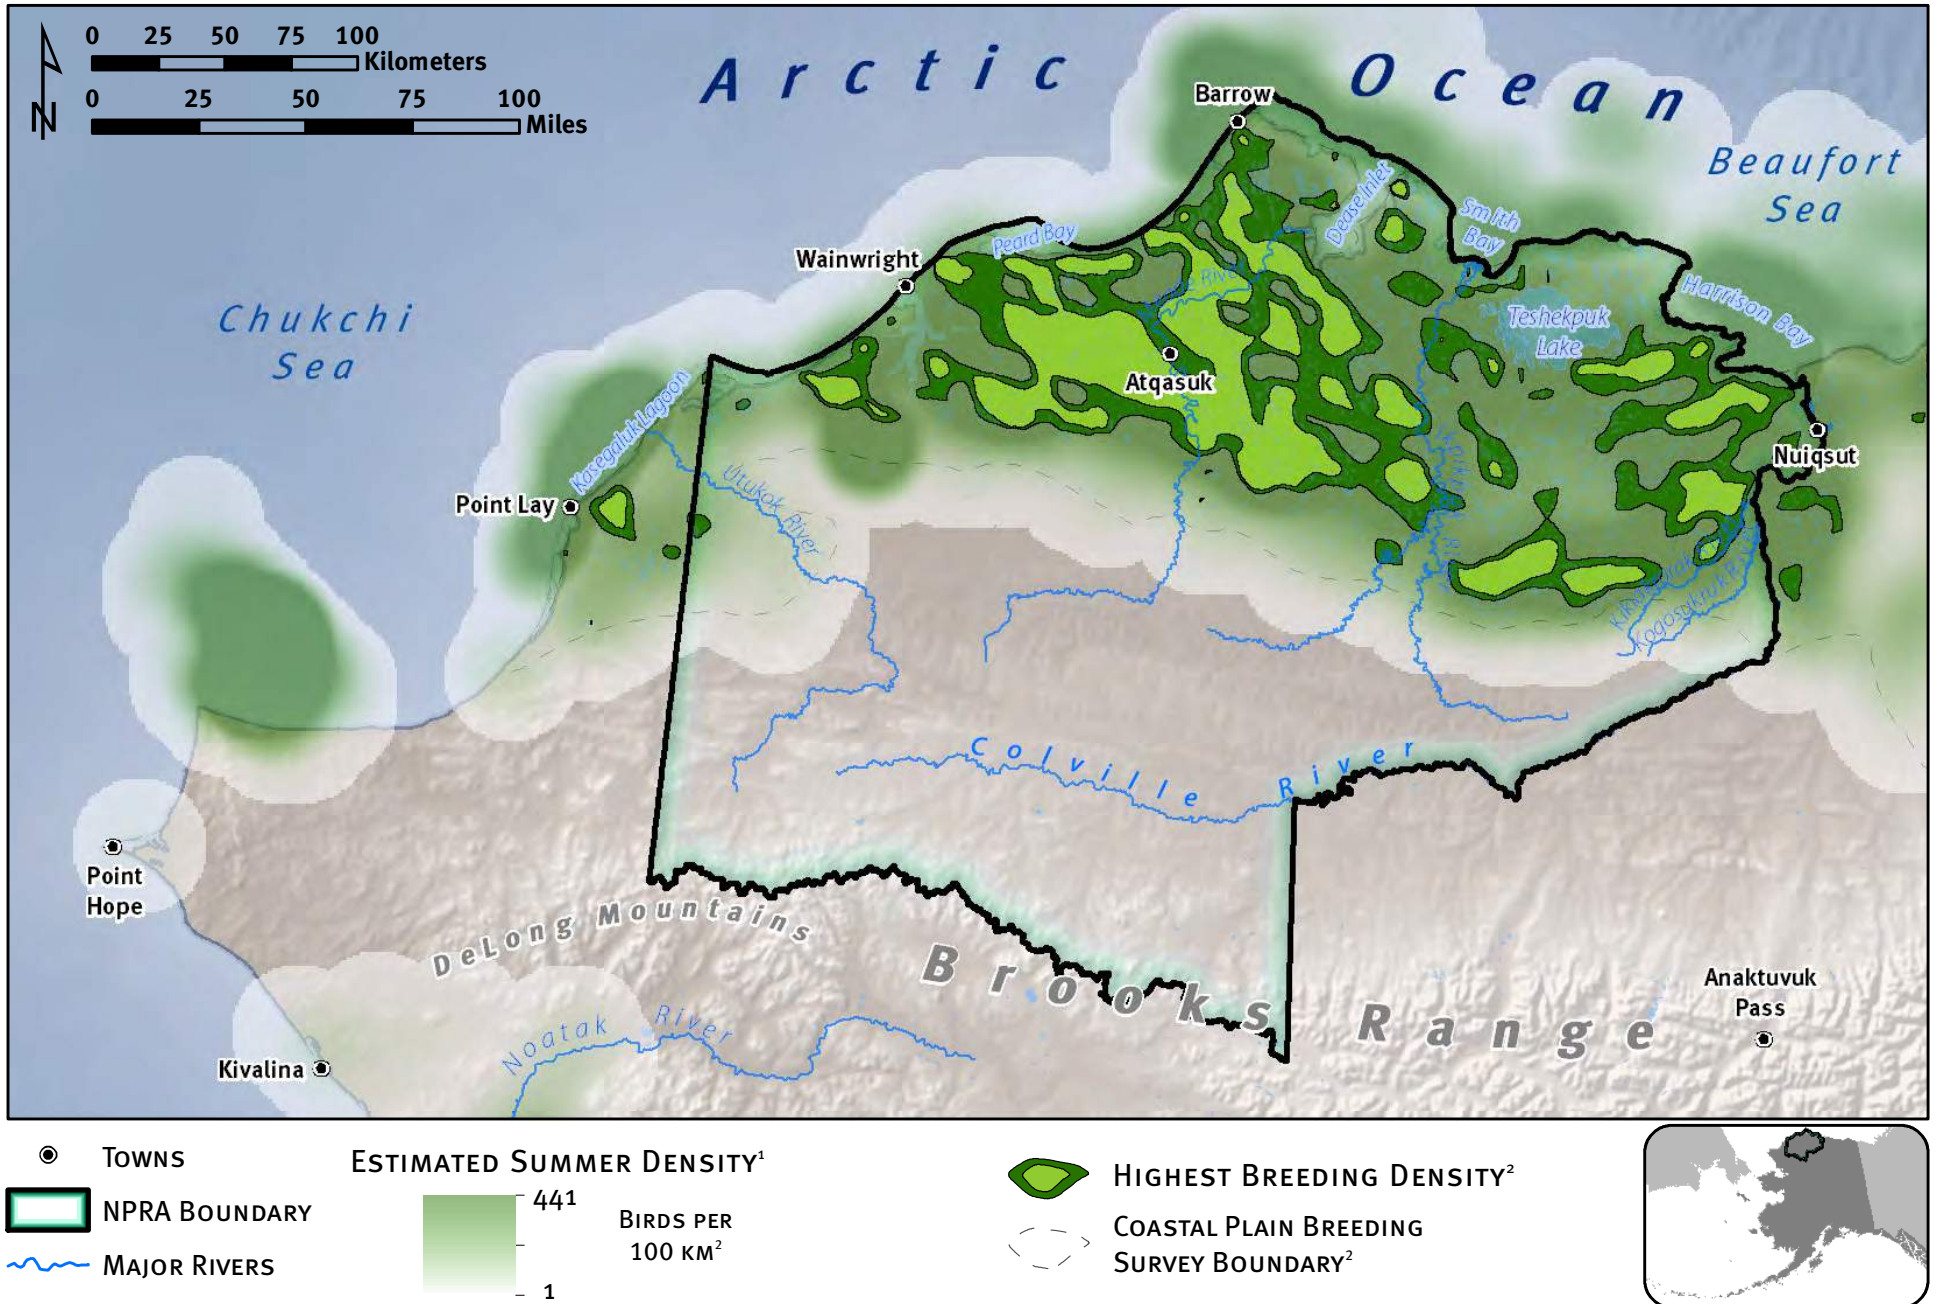 0 25 50 75 100
Kilometers
0 25 50 75 100
Miles
N
Arctic Ocean
Barrow
Beaufort
Sea
Dease Inlet
Smith
Bay
Peard Bay
Wainwright
Chukchi
Sea
Harrison Bay
Teshekpuk
Lake
Atqasuk
Kasegaluk Lagoon
Nuiqsut
Utukok River
Point Lay
Kogosukruk River
Colville River
Point
Hope
DeLong Mountains
Brooks Range
Anaktuvuk
Pass
Noatak River
Kivalina
Towns
NPRA Boundary
Major Rivers
Estimated Summer Density¹
441
1
Birds per
100 km²
Highest Breeding Density²
Coastal Plain Breeding
Survey Boundary²